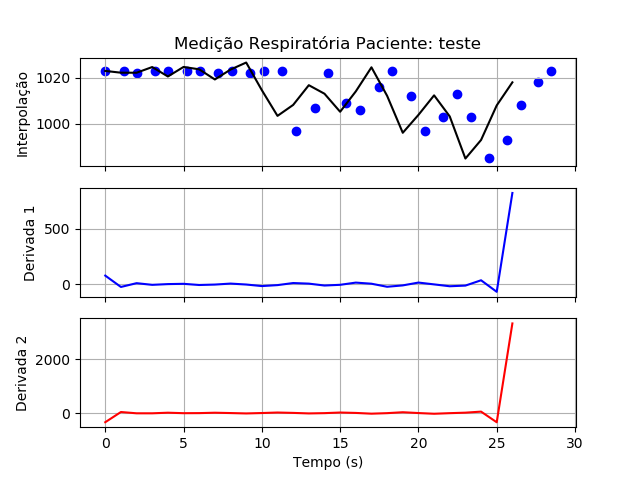 Medição Respiratória Paciente: teste
Interpolação
1020
1000
Derivada 1
500
0
Derivada 2
2000
0
0 5 10 15 20 25 30
Tempo (s)